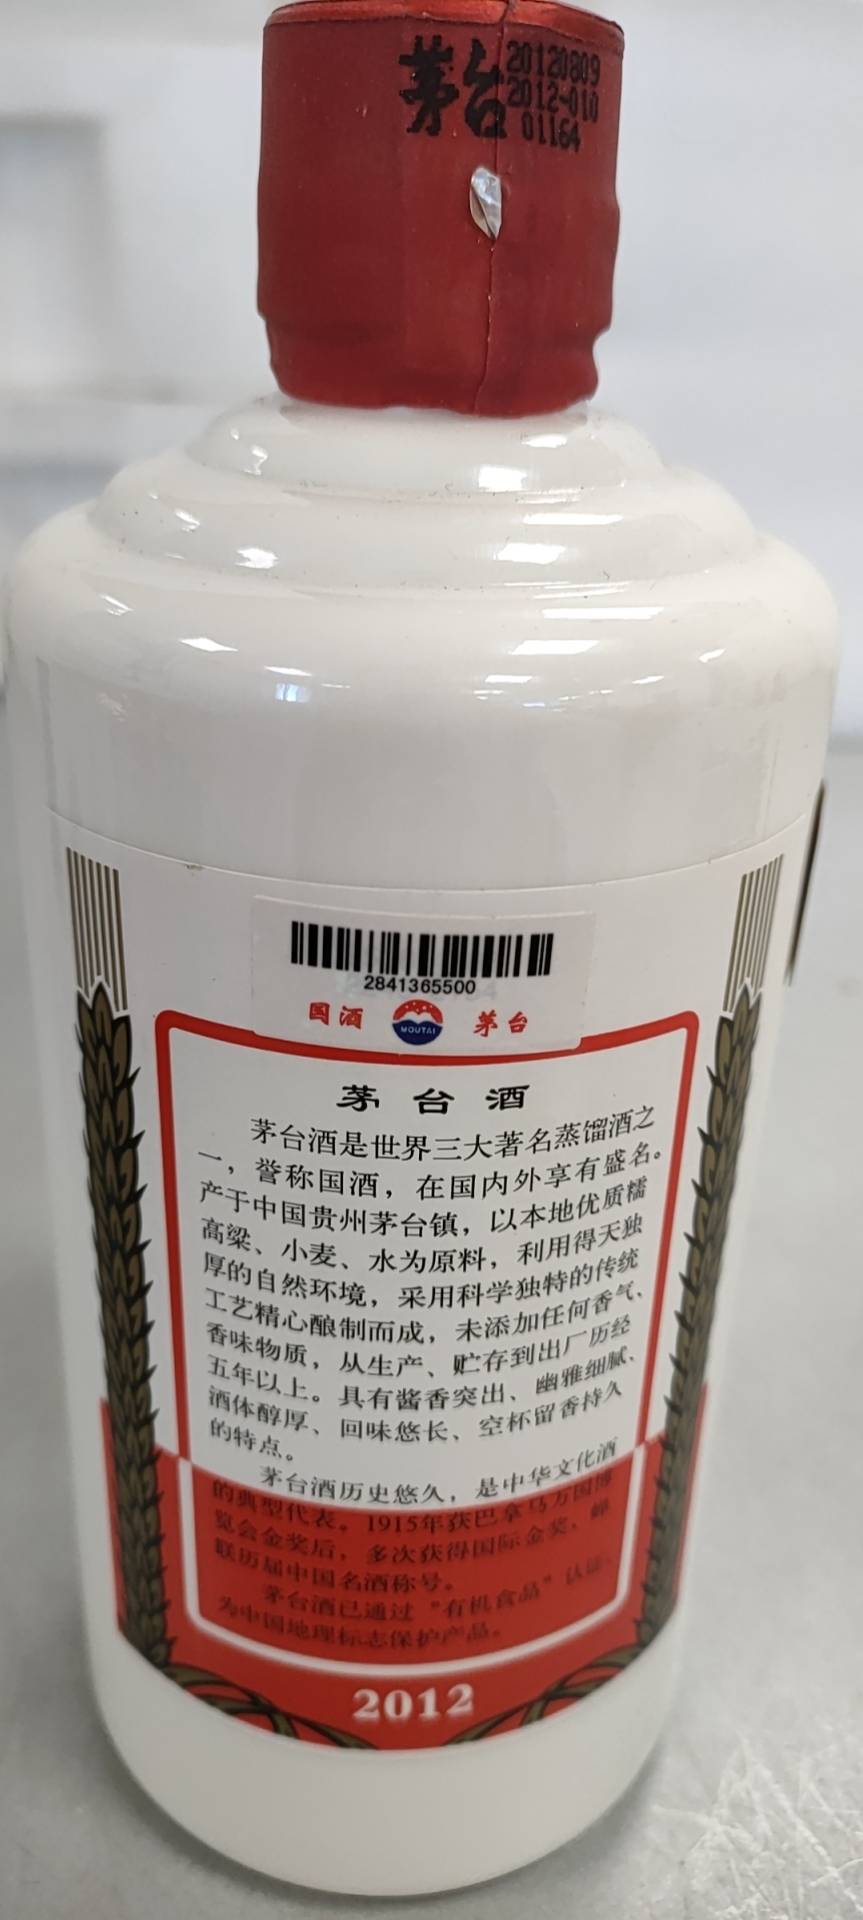 茅台
20120809
2012-010
01164
2841365500
国酒 MOUTAI 茅台
茅台酒
茅台酒是世界三大著名蒸馏酒之
一，誉称国酒，在国内外享有盛名。
产于中国贵州茅台镇，以本地优质糯
高粱、小麦、水为原料，利用得天独
厚的自然环境，采用科学独特的传统
工艺精心酿制而成，未添加任何香气、
香味物质，从生产、贮存到出厂历经
五年以上。具有酱香突出、幽雅细腻、
酒体醇厚、回味悠长、空杯留香持久
的特点。
茅台酒历史悠久，是中华文化酒
的典型代表。1915年获巴拿马万国博
览会金奖后，多次获得国际金奖，蝉
联历届中国名酒称号。
茅台酒已通过"有机食品"认证，
为中国地理标志保护产品。
2012